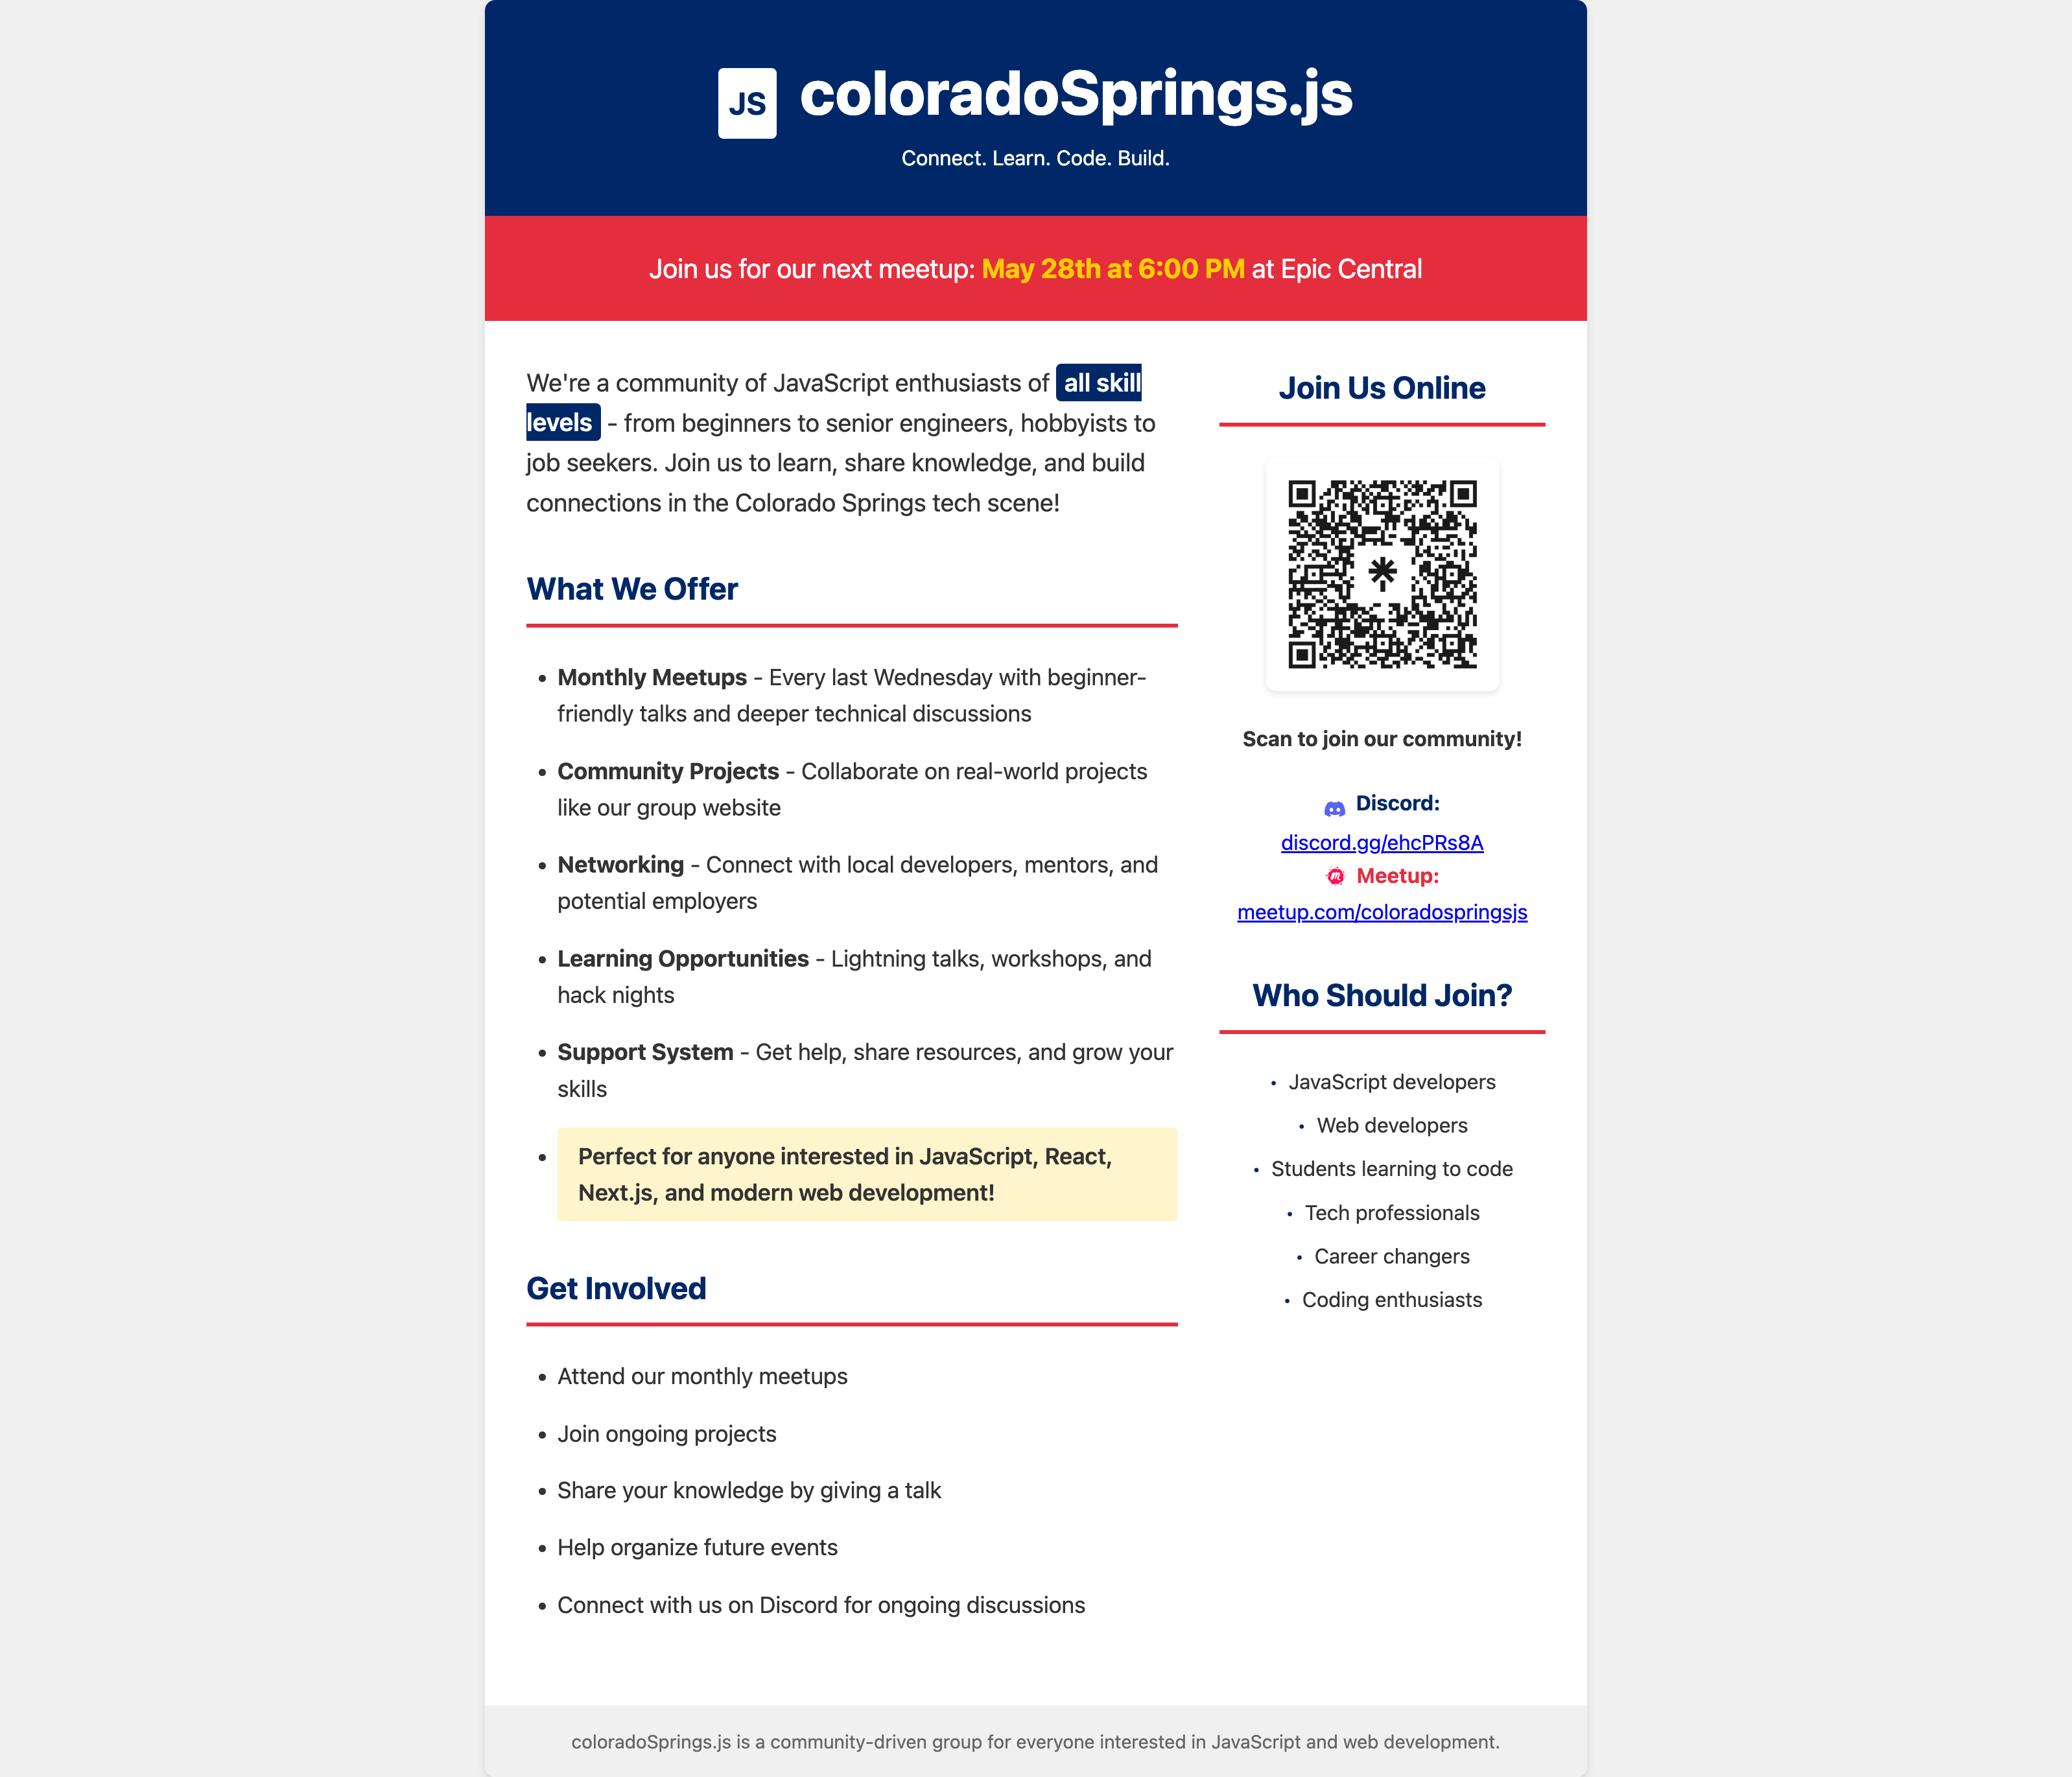 JS coloradoSprings.js
Connect. Learn. Code. Build.
Join us for our next meetup: May 28th at 6:00 PM at Epic Central
We're a community of JavaScript enthusiasts of all skill
levels - from beginners to senior engineers, hobbyists to
job seekers. Join us to learn, share knowledge, and build
connections in the Colorado Springs tech scene!
What We Offer
• Monthly Meetups - Every last Wednesday with beginner-
friendly talks and deeper technical discussions
• Community Projects - Collaborate on real-world projects
like our group website
• Networking - Connect with local developers, mentors, and
potential employers
• Learning Opportunities - Lightning talks, workshops, and
hack nights
• Support System - Get help, share resources, and grow your
skills
• Perfect for anyone interested in JavaScript, React,
Next.js, and modern web development!
Get Involved
• Attend our monthly meetups
• Join ongoing projects
• Share your knowledge by giving a talk
• Help organize future events
• Connect with us on Discord for ongoing discussions
Join Us Online
Scan to join our community!
Discord:
discord.gg/ehcPRs8A
Meetup:
meetup.com/coloradospringsjs
Who Should Join?
• JavaScript developers
• Web developers
• Students learning to code
• Tech professionals
• Career changers
• Coding enthusiasts
coloradoSprings.js is a community-driven group for everyone interested in JavaScript and web development.